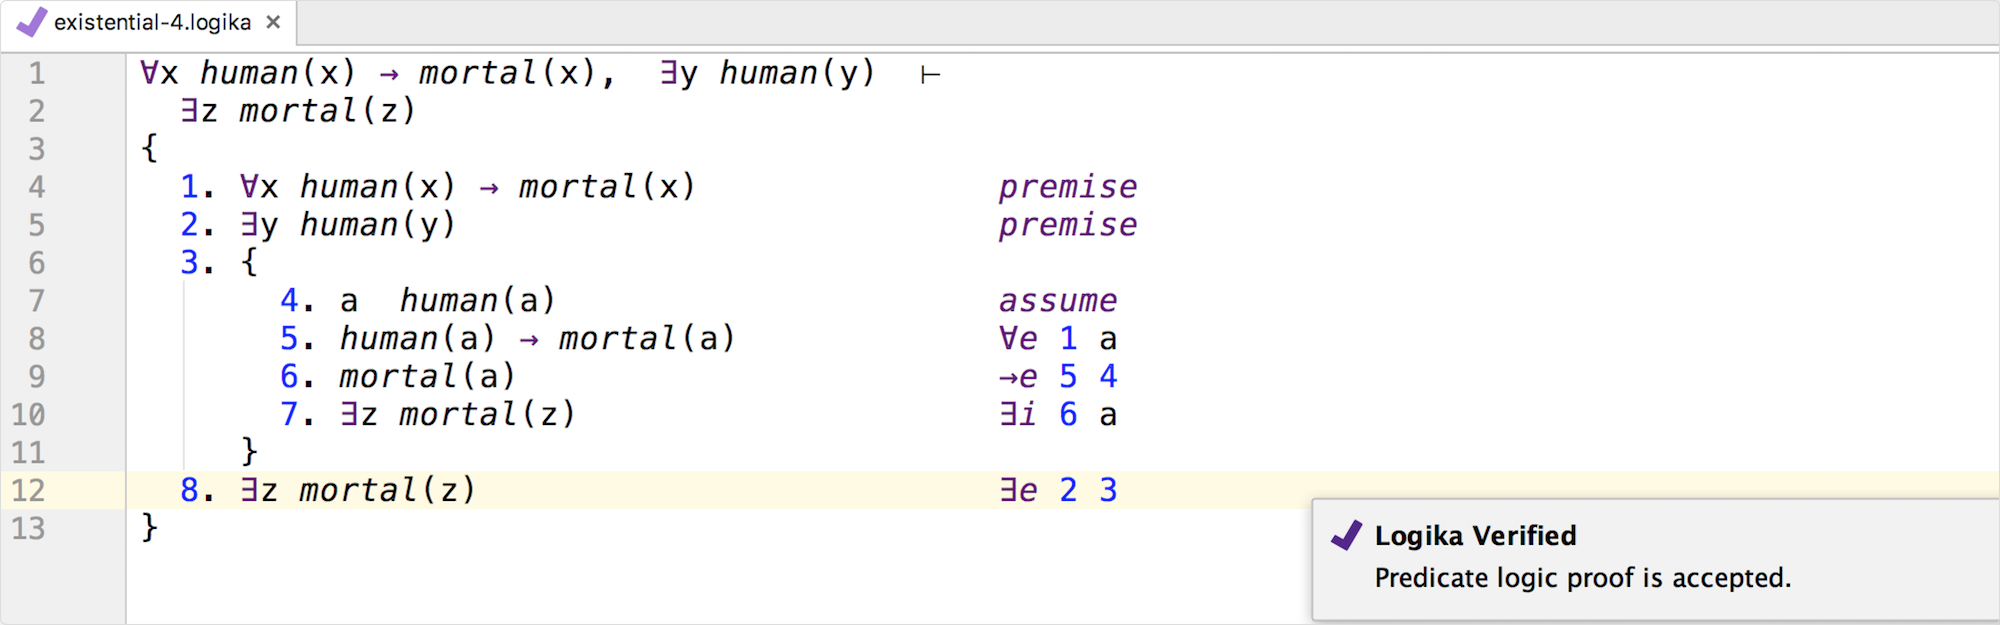 existential-4.logika ×
1 ∀x human(x) → mortal(x), ∃y human(y) ⊢
2 ∃z mortal(z)
3 {
4 1. ∀x human(x) → mortal(x) premise
5 2. ∃y human(y) premise
6 3. {
7 4. a human(a) assume
8 5. human(a) → mortal(a) ∀e 1 a
9 6. mortal(a) →e 5 4
10 7. ∃z mortal(z) ∃i 6 a
11 }
12 8. ∃z mortal(z) ∃e 2 3
13 }
Logika Verified
Predicate logic proof is accepted.